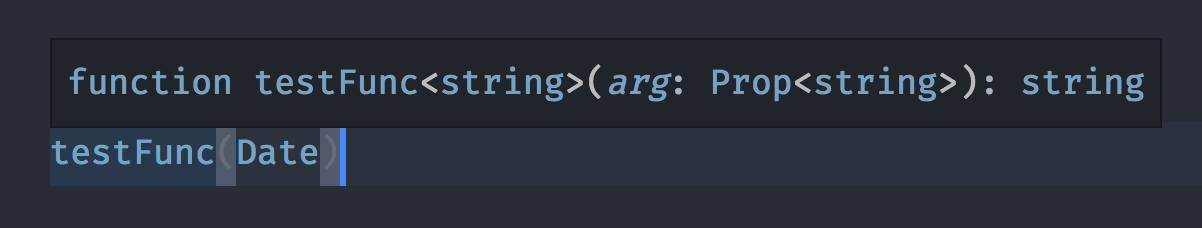 function testFunc<string>(arg: Prop<string>): string
testFunc(Date)